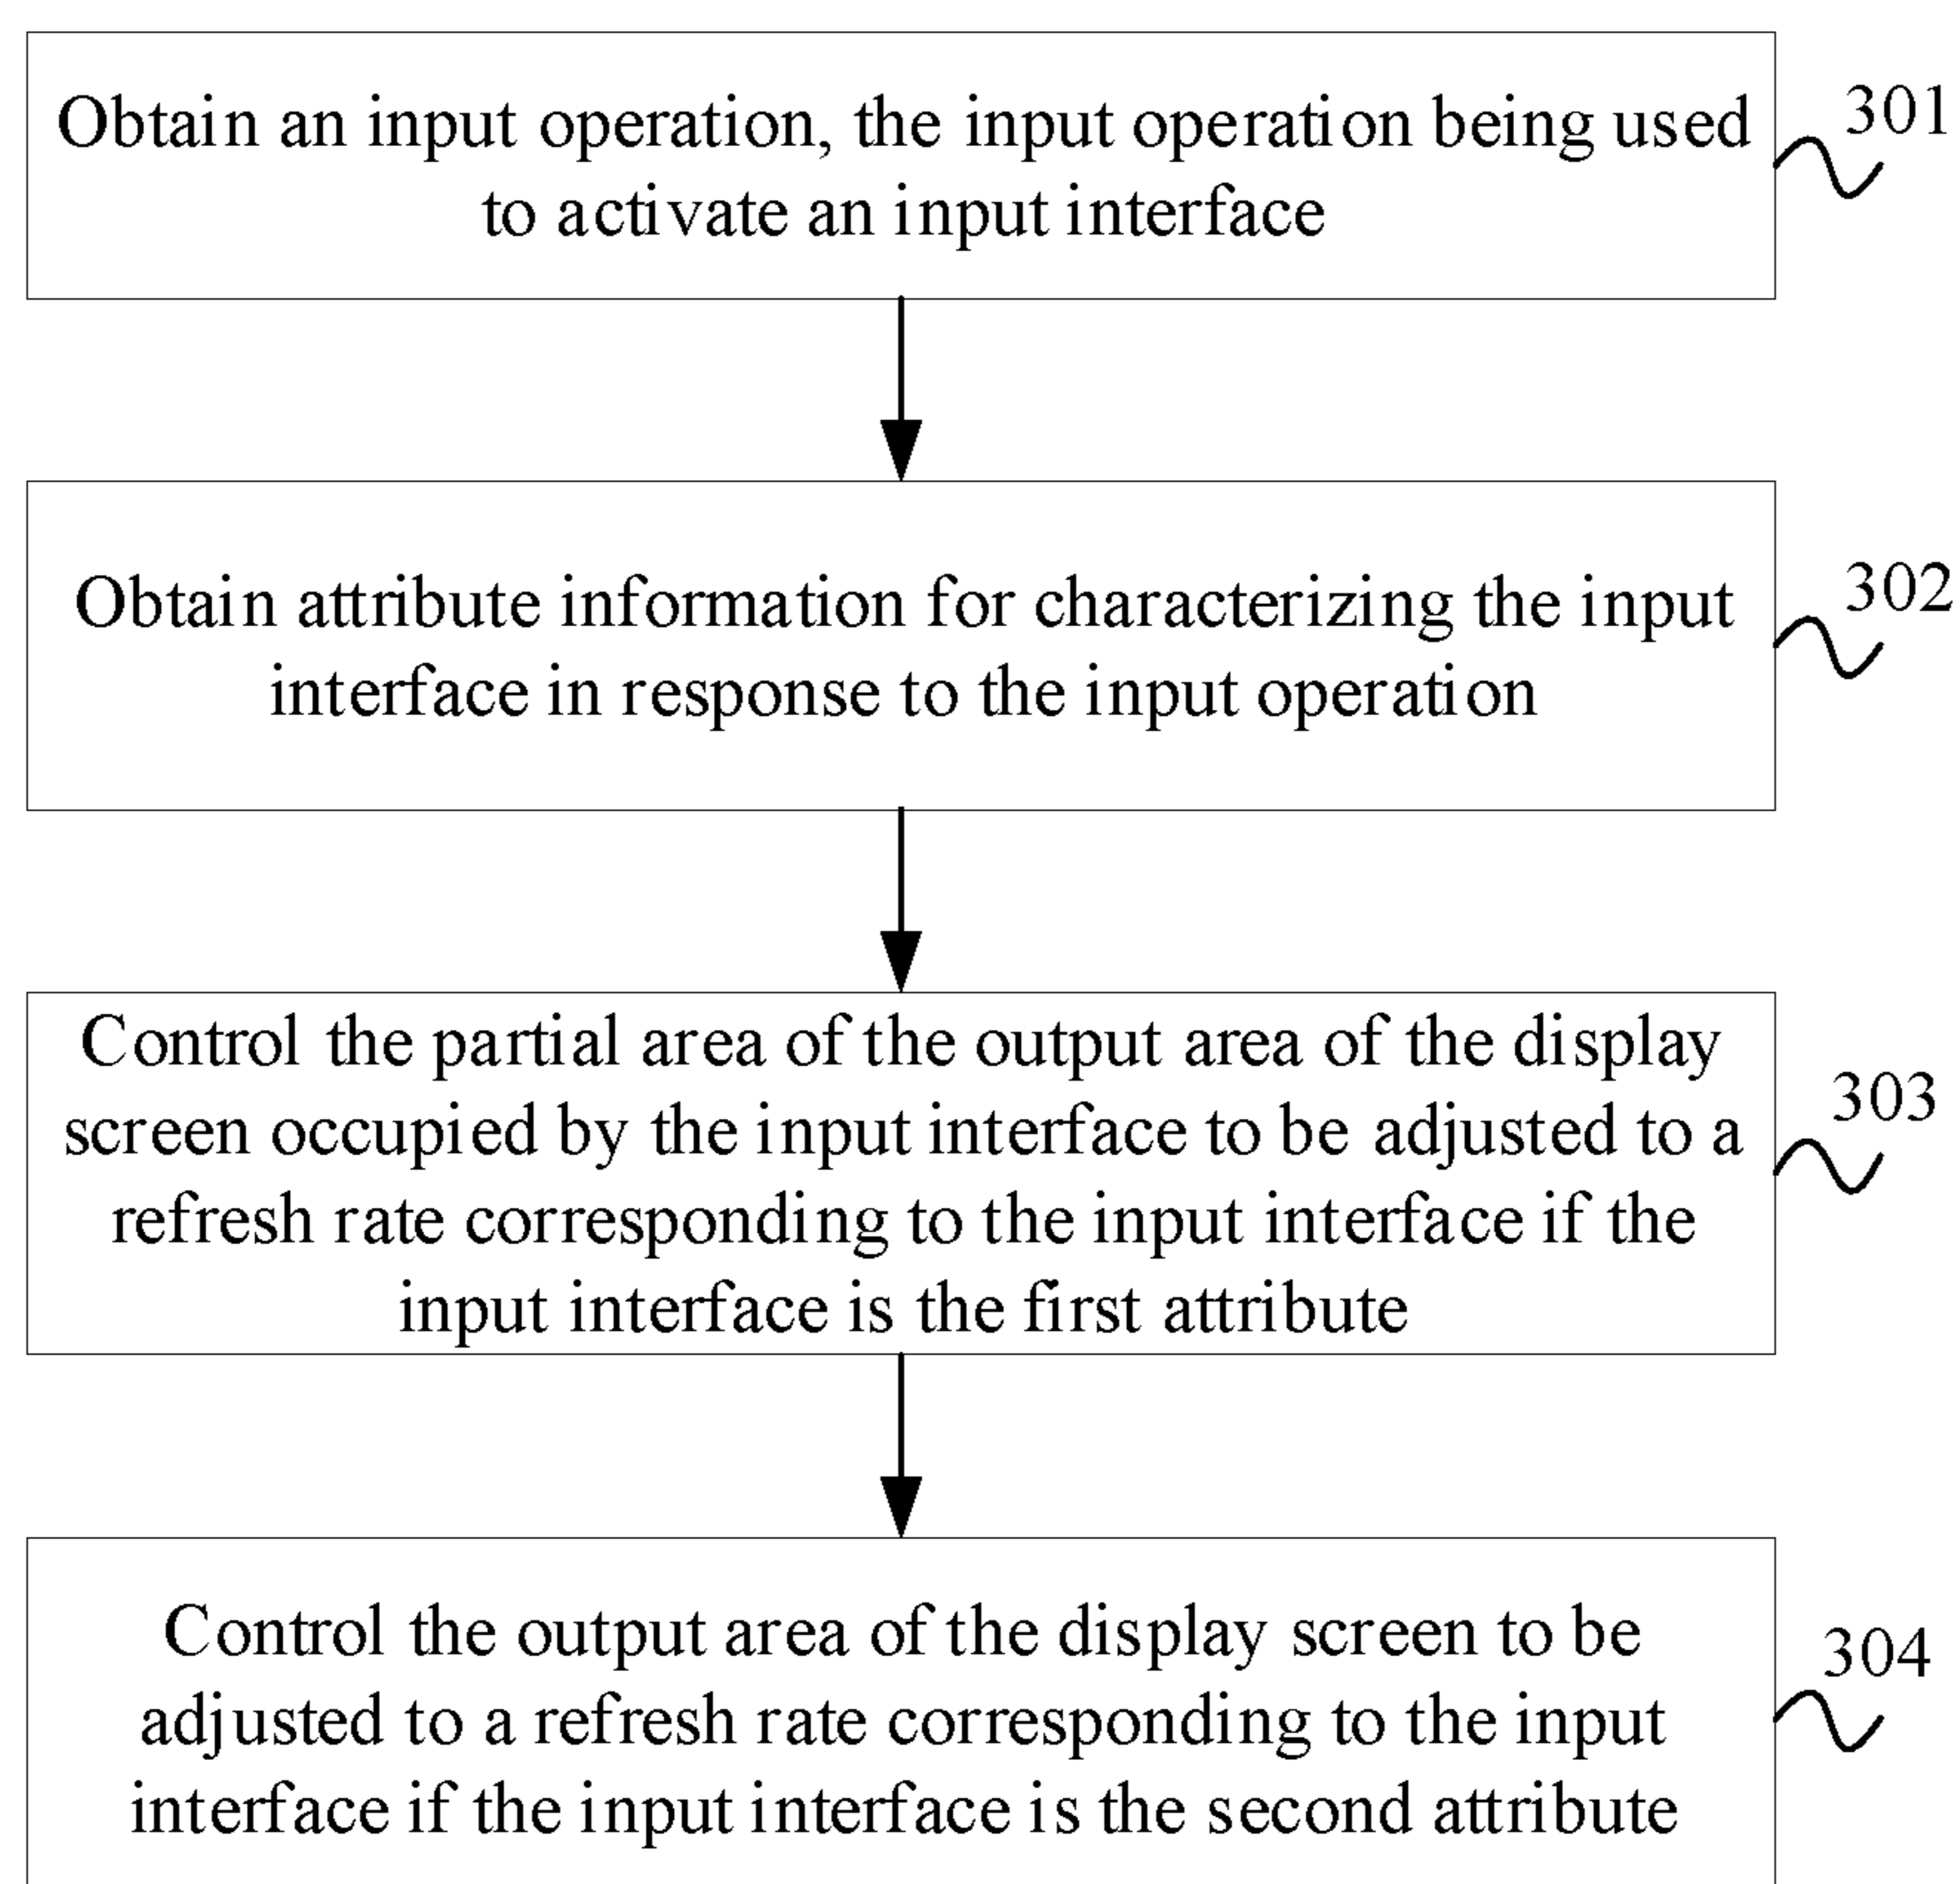 Obtain an input operation, the input operation being used
to activate an input interface
301
Obtain attribute information for characterizing the input
interface in response to the input operation
302
Control the partial area of the output area of the display
screen occupied by the input interface to be adjusted to a
refresh rate corresponding to the input interface if the
input interface is the first attribute
303
Control the output area of the display screen to be
adjusted to a refresh rate corresponding to the input
interface if the input interface is the second attribute
304